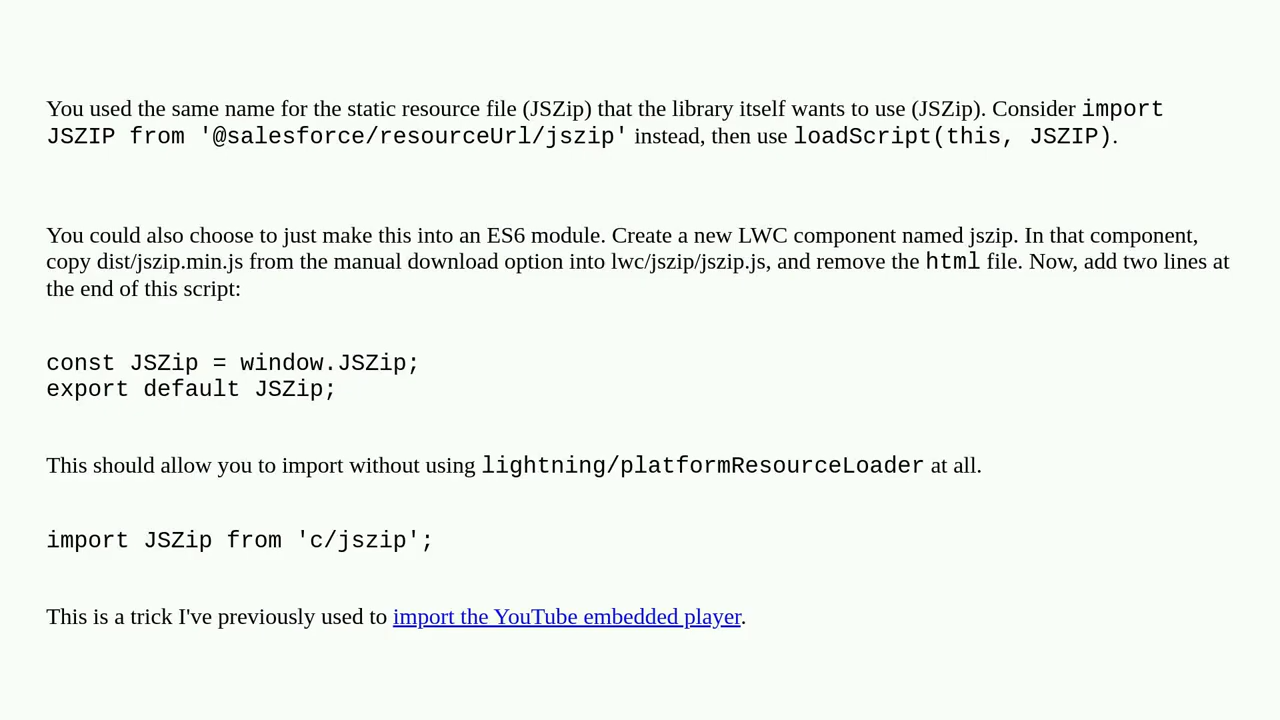 You used the same name for the static resource file (JSZip) that the library itself wants to use (JSZip). Consider import
JSZIP from '@salesforce/resourceUrl/jszip' instead, then use loadScript(this, JSZIP).
You could also choose to just make this into an ES6 module. Create a new LWC component named jszip. In that component,
copy dist/jszip.min.js from the manual download option into lwc/jszip/jszip.js, and remove the html file. Now, add two lines at
the end of this script:
const JSZip = window.JSZip;
export default JSZip;
This should allow you to import without using lightning/platformResourceLoader at all.
import JSZip from 'c/jszip';
This is a trick I've previously used to import the YouTube embedded player.